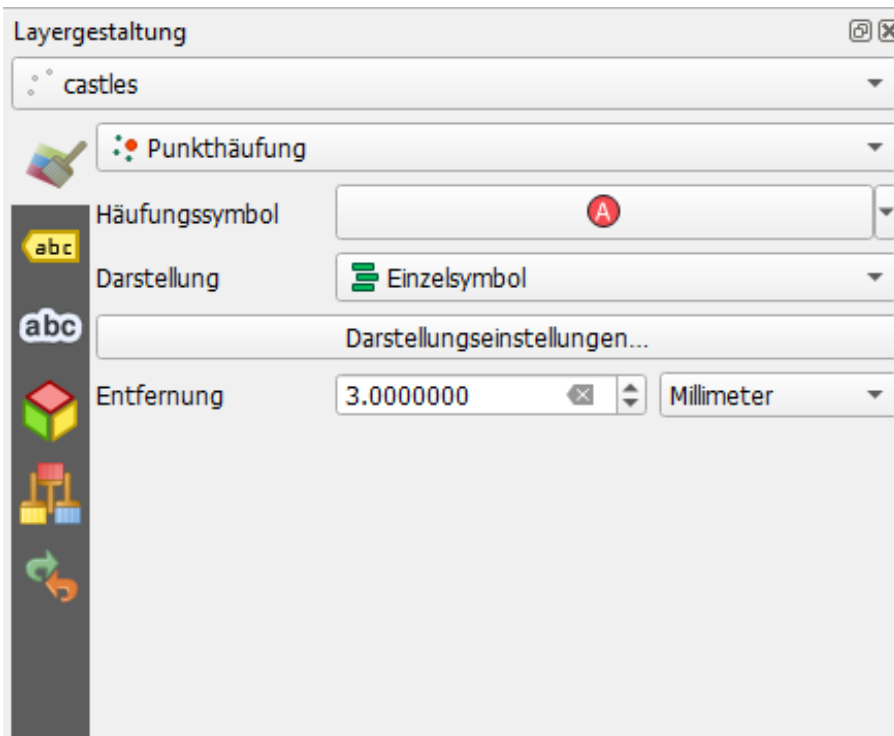 Layergestaltung
castles
Punkthäufung
Häufungssymbol A
abc
Darstellung Einzelsymbol
abc
Darstellungseinstellungen...
Entfernung 3.0000000 Millimeter